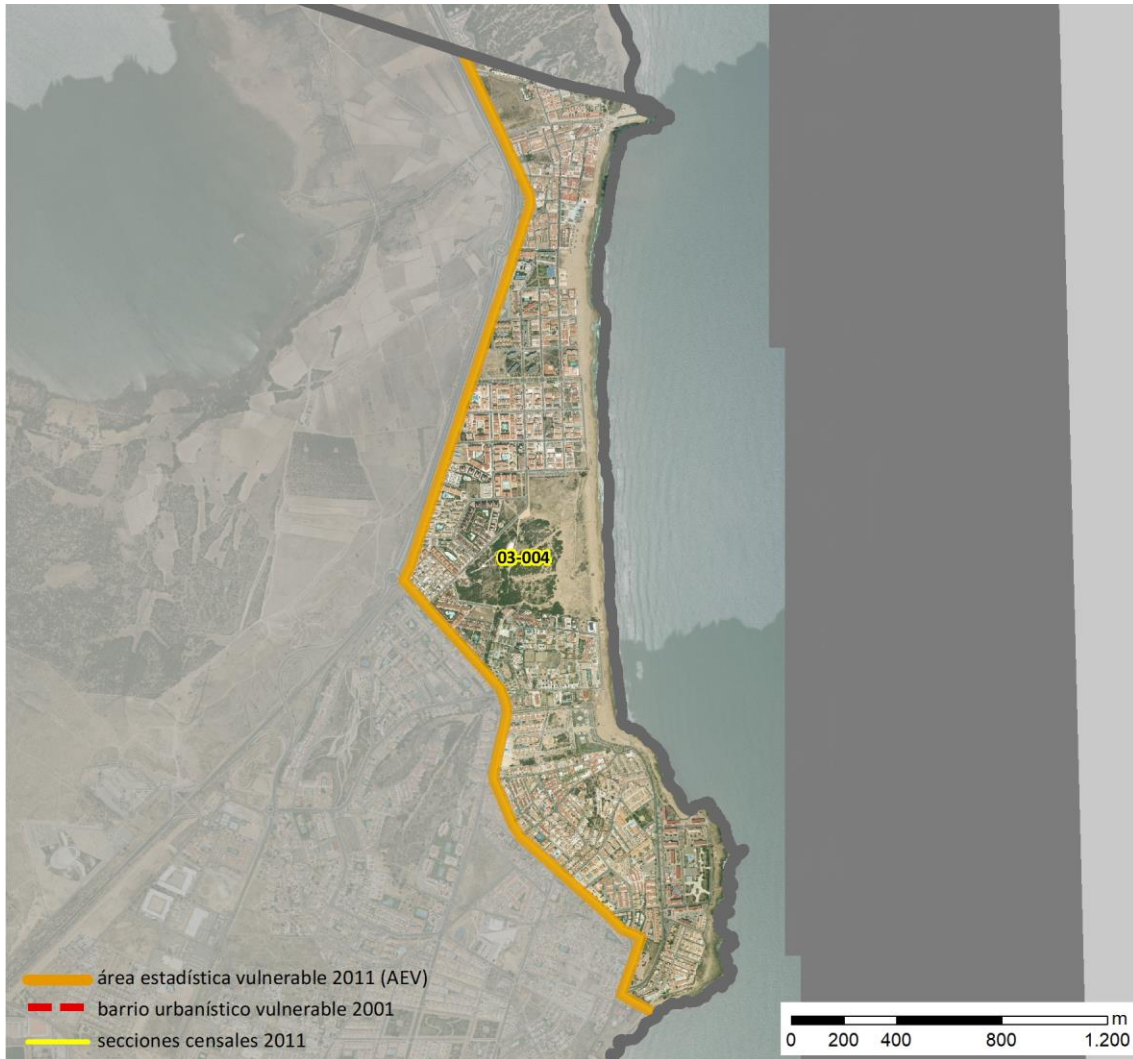 03-004
área estadística vulnerable 2011 (AEV)
barrio urbanístico vulnerable 2001
secciones censales 2011
m
0 200 400 800 1.200